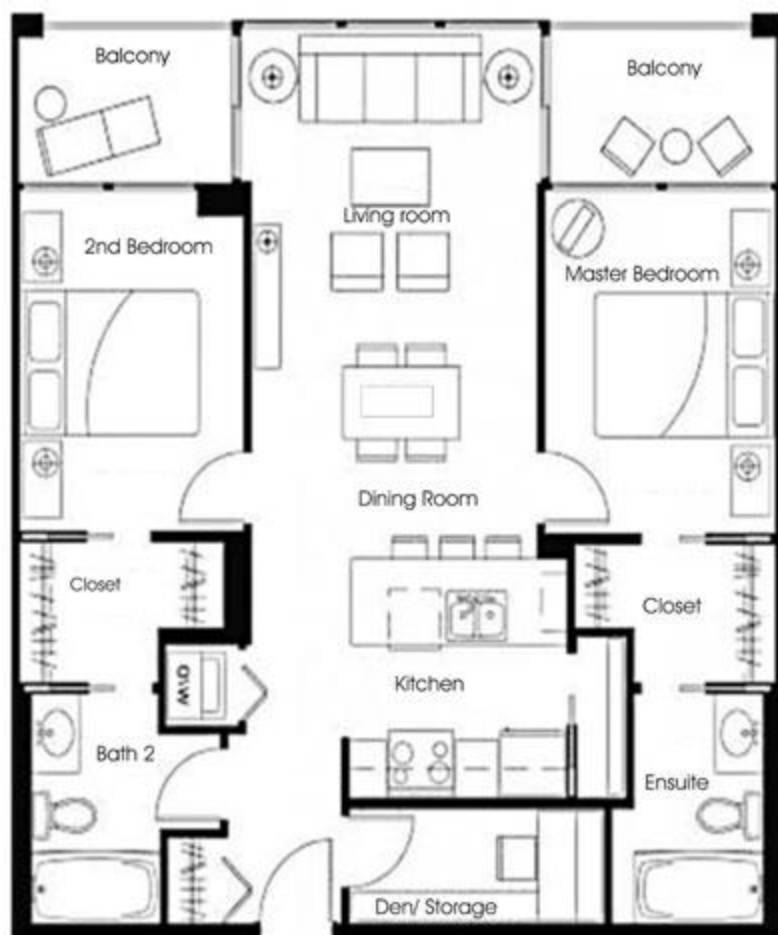 Balcony
Balcony
Living room
2nd Bedroom
Master Bedroom
Dining Room
Closet
Closet
Kitchen
D/W
Bath 2
Ensuite
Den/ Storage